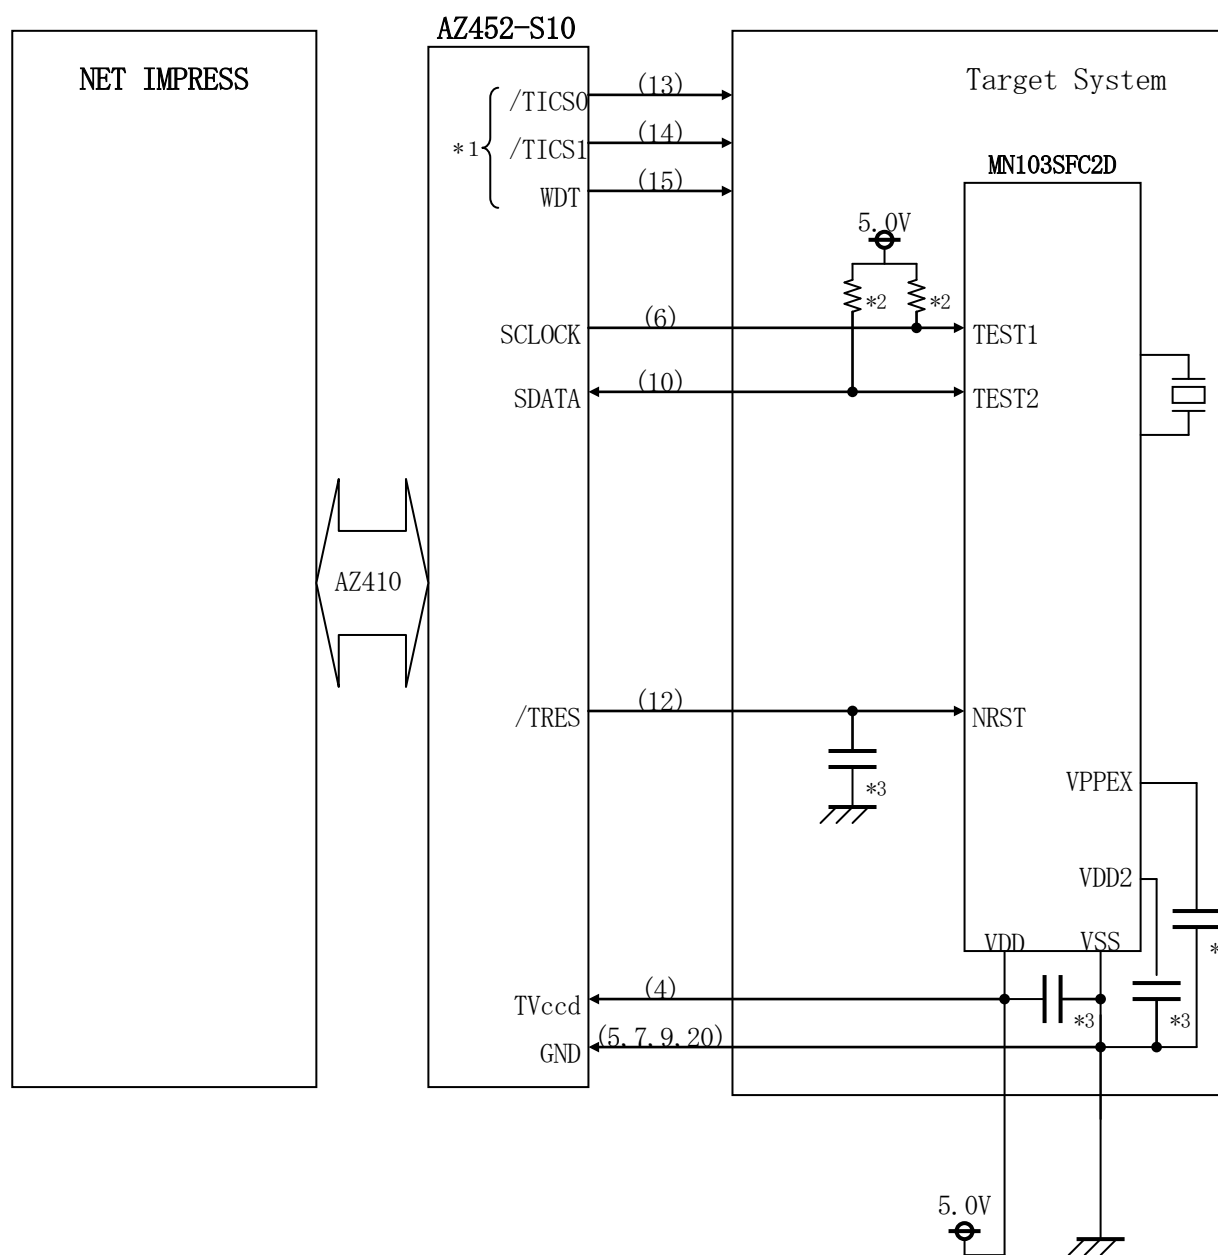 AZ452-S10
NET IMPRESS
Target System
/TICS0
(13)
*1
/TICS1
(14)
WDT
(15)
MN103SFC2D
5.0V
*2
*2
SCLOCK
(6)
TEST1
SDATA
(10)
TEST2
AZ410
/TRES
(12)
NRST
*3
VPPEX
VDD2
VDD
VSS
*
TVccd
(4)
*3
*3
GND
(5.7.9.20)
5.0V